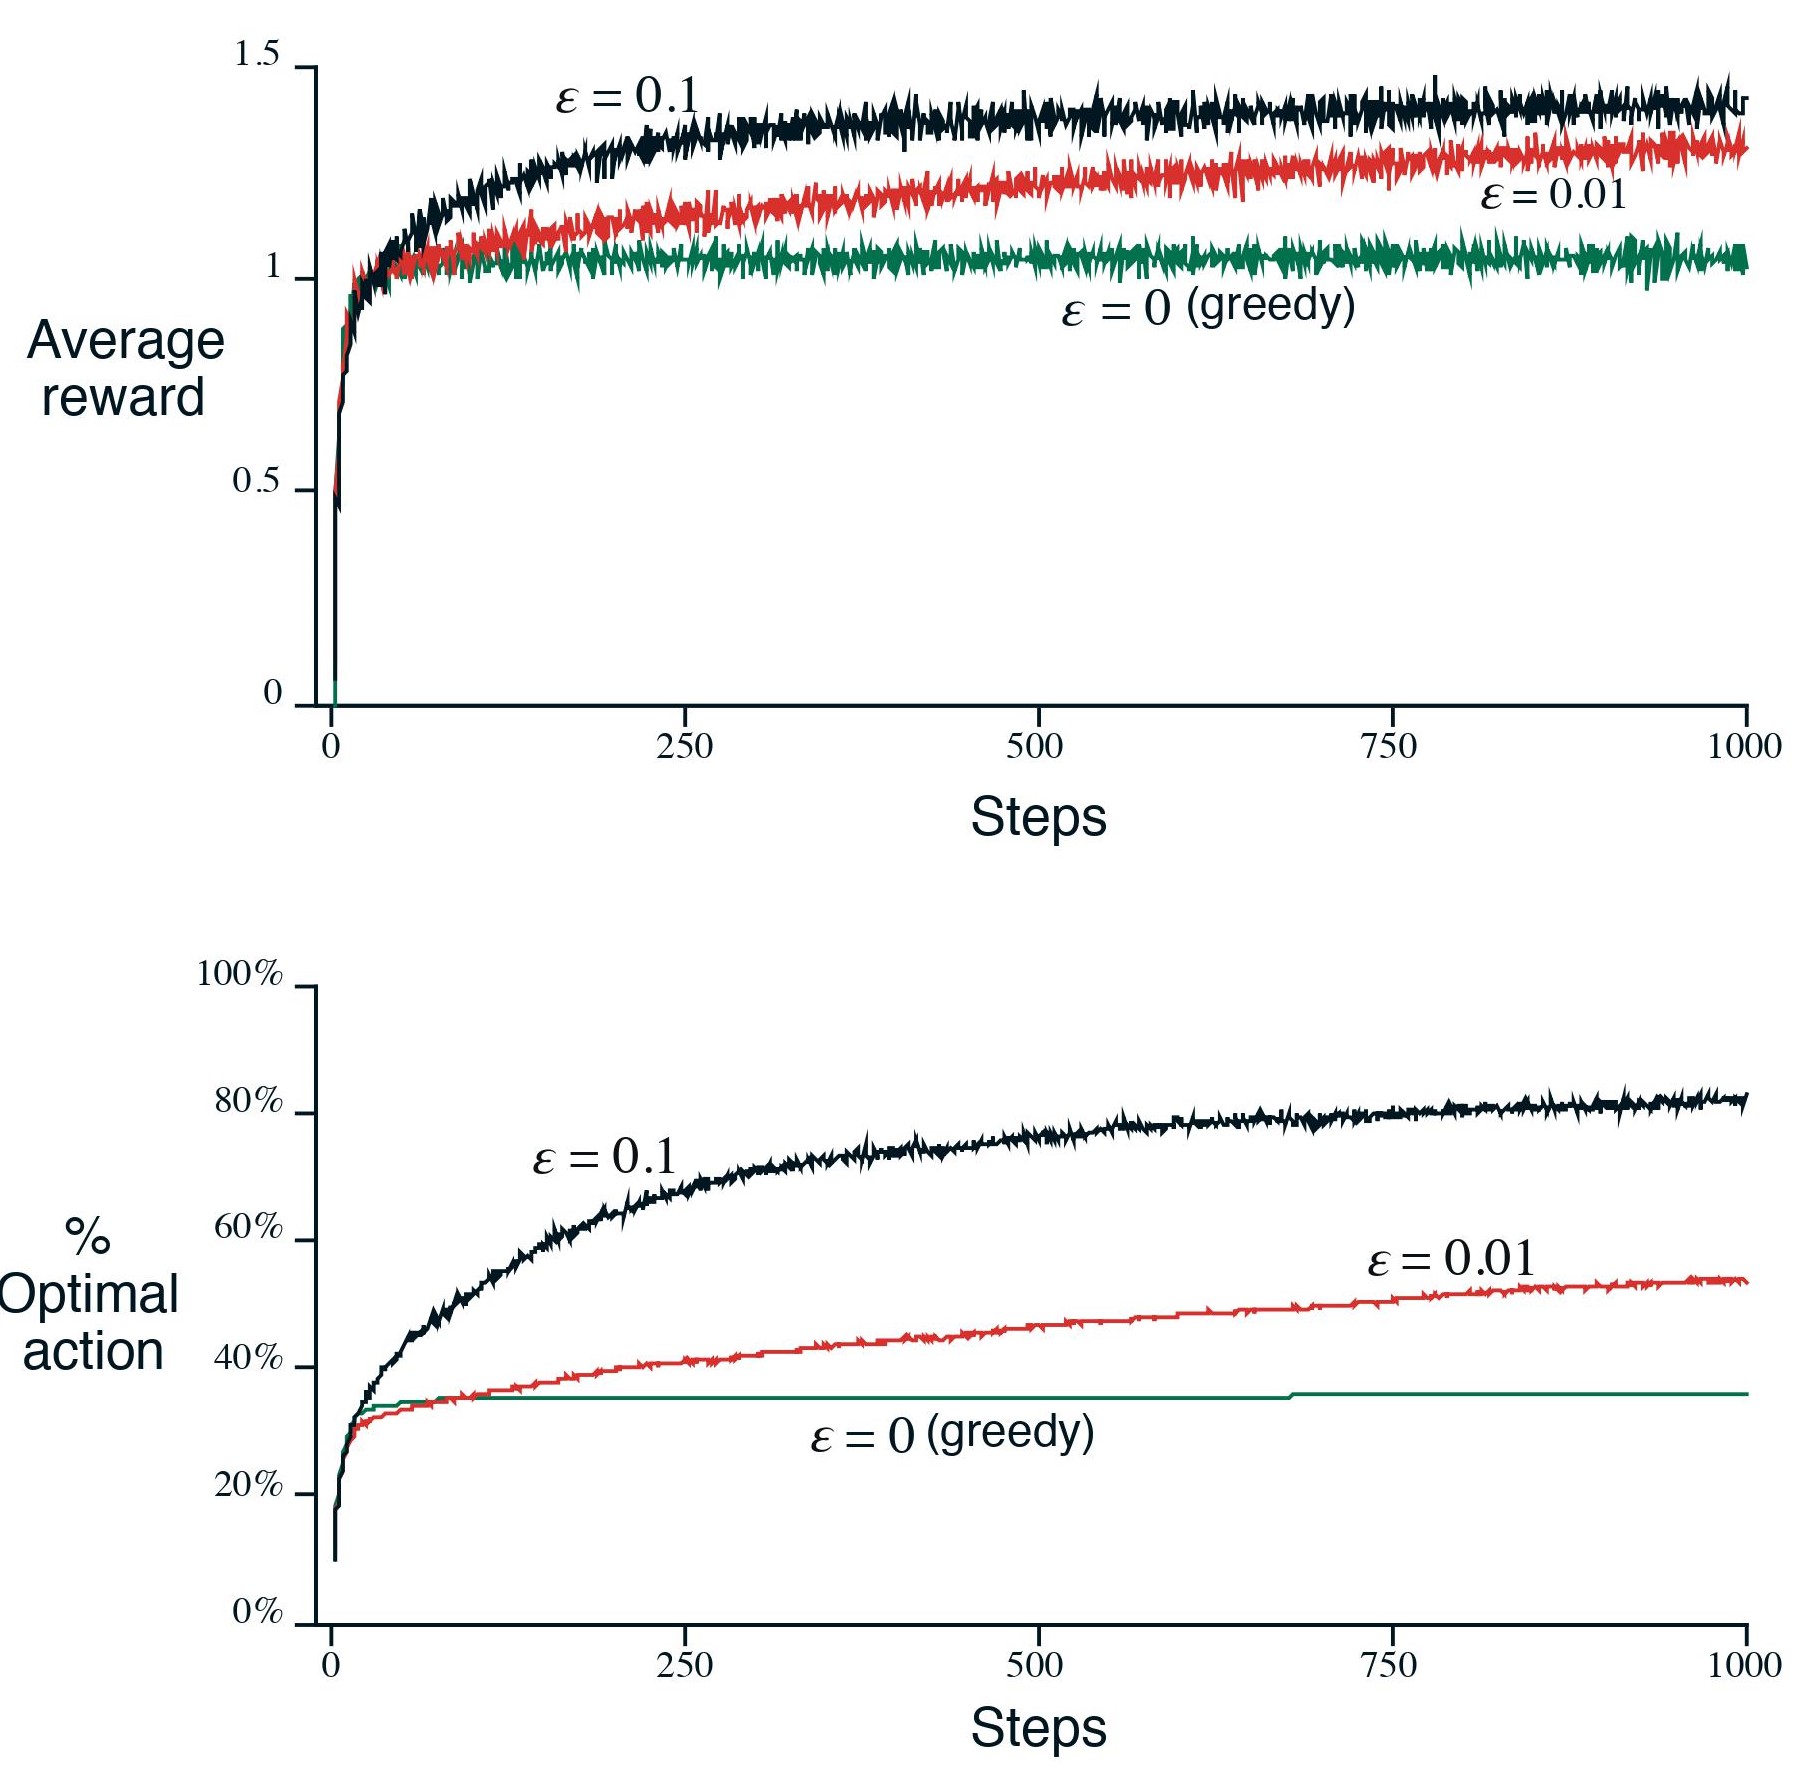 1.5
ε = 0.1
ε = 0.01
1
ε = 0 (greedy)
Average
reward
0.5
0
0 250 500 750 1000
Steps
100%
80%
ε = 0.1
60%
%
Optimal
action
ε = 0.01
40%
ε = 0 (greedy)
20%
0%
0 250 500 750 1000
Steps